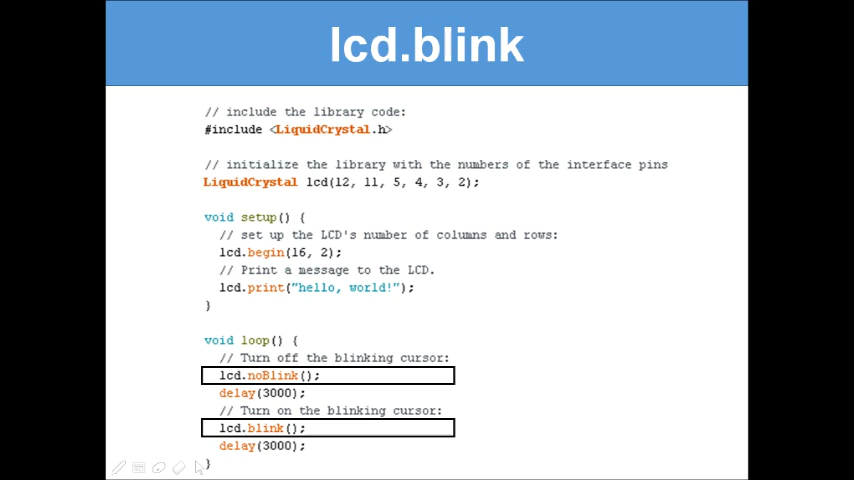 lcd.blink
// include the library code:
#include <LiquidCrystal.h>
// initialize the library with the numbers of the interface pins
LiquidCrystal lcd(12, 11, 5, 4, 3, 2);
void setup() {
// set up the LCD's number of columns and rows:
lcd.begin(16, 2);
// Print a message to the LCD.
lcd.print("hello, world!");
}
void loop() {
// Turn off the blinking cursor:
lcd.noBlink();
delay(3000);
// Turn on the blinking cursor:
lcd.blink();
delay(3000);
}